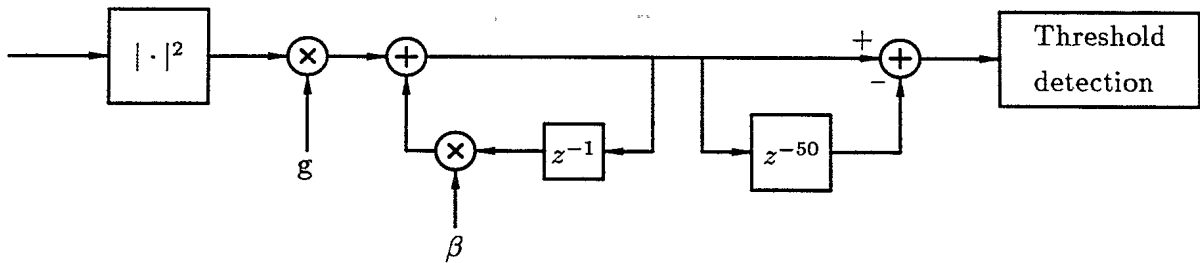 | · |²
+
−
Threshold
detection
g
z⁻¹
z⁻⁵⁰
β